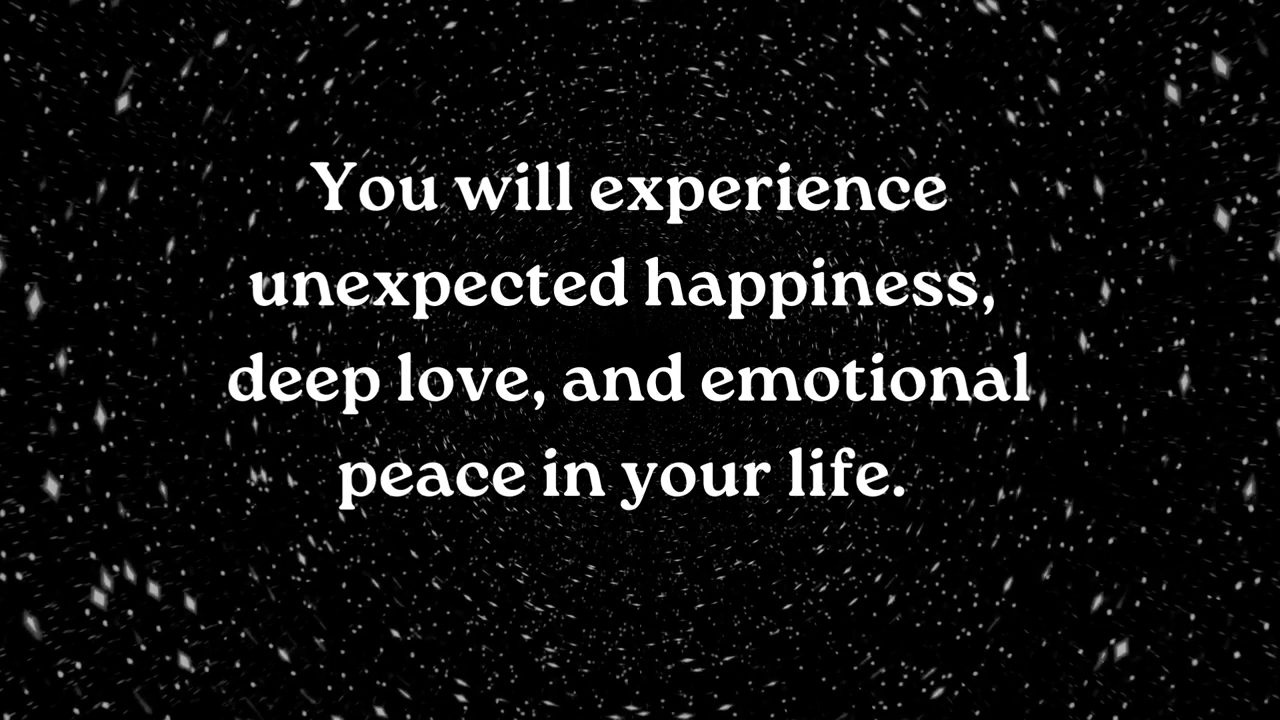 You will experience
unexpected happiness,
deep love, and emotional
peace in your life.